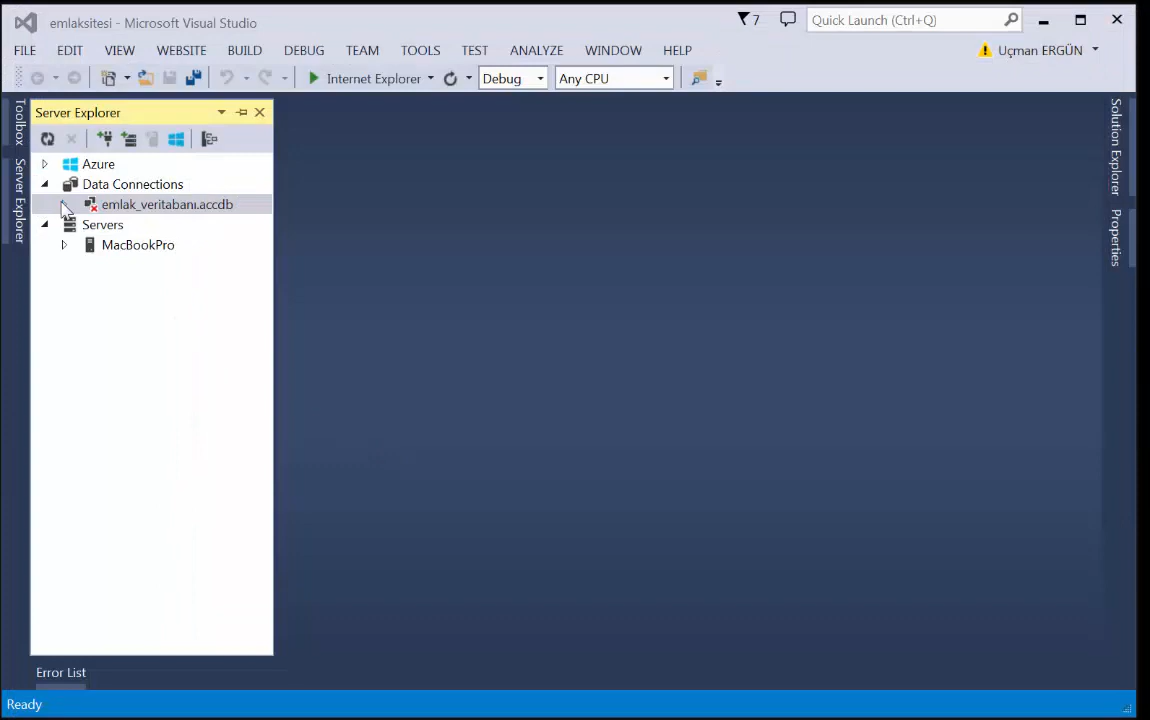 emlaksitesi - Microsoft Visual Studio
7
Quick Launch (Ctrl+Q)
FILE EDIT VIEW WEBSITE BUILD DEBUG TEAM TOOLS TEST ANALYZE WINDOW HELP
Uçman ERGÜN
Internet Explorer
Debug
Any CPU
Toolbox
Server Explorer
Server Explorer
Azure
Data Connections
emlak_veritabanı.accdb
Servers
MacBookPro
Solution Explorer
Properties
Error List
Ready